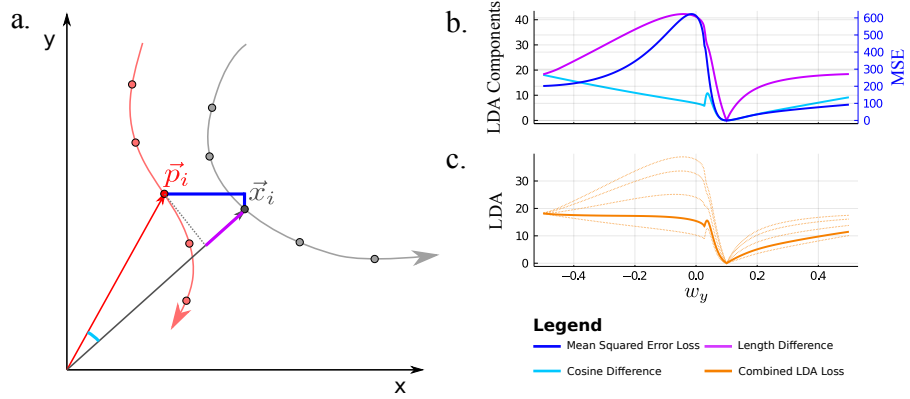 a.
y
p⃗ᵢ
x⃗ᵢ
x
b.
LDA Components
40
30
20
10
0
600
500
400
300
200
100
0
MSE
c.
LDA
30
20
10
0
-0.4
-0.2
0.0
0.2
0.4
w_y
Legend
Mean Squared Error Loss
Length Difference
Cosine Difference
Combined LDA Loss